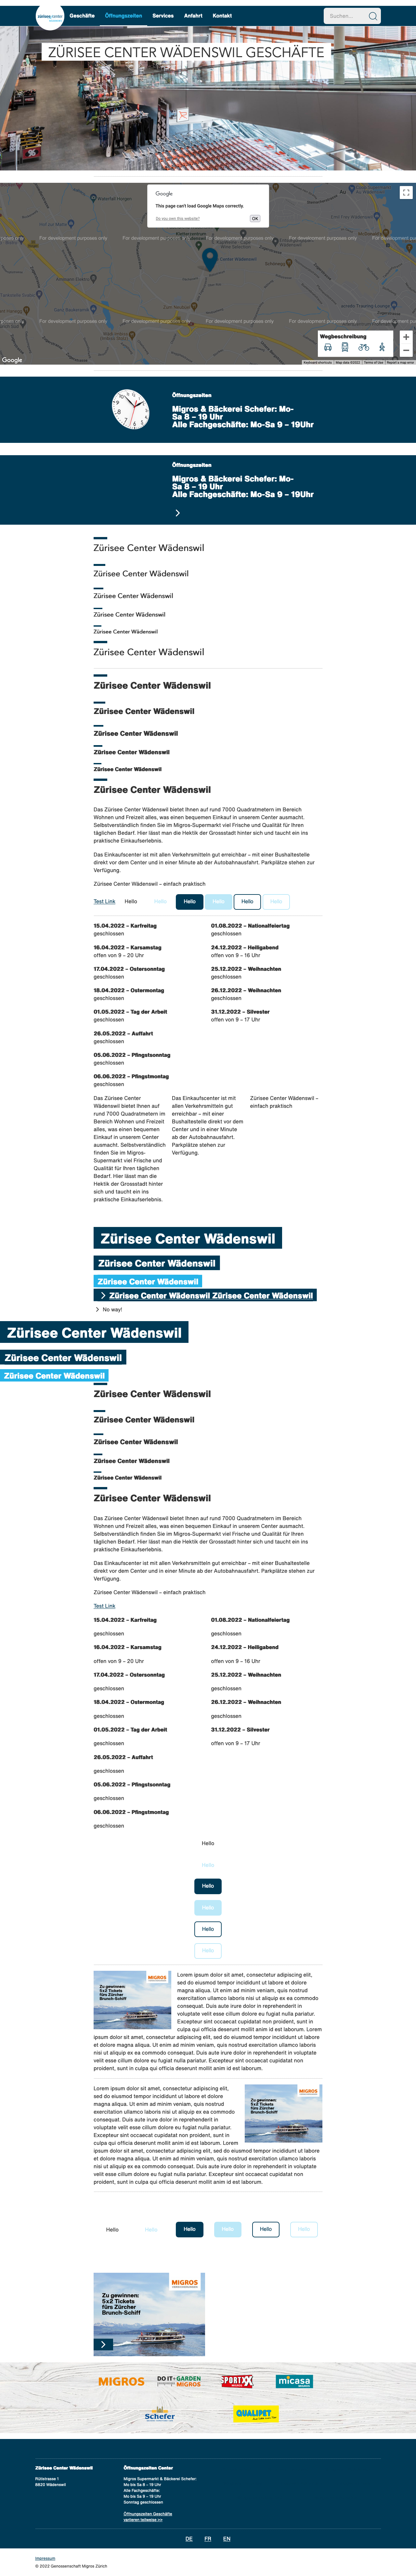 zürisee center
Geschäfte Öffnungszeiten Services Anfahrt Kontakt
Suchen...
ZÜRISEE CENTER WÄDENSWIL GESCHÄFTE
Google
This page can't load Google Maps correctly.
Do you own this website?
OK
For development purposes only For development purposes only For development purposes only For development purposes only
For development purposes only For development purposes only For development purposes only For development purposes only
Wegbeschreibung
Google
Keyboard shortcuts Map data ©2022 Terms of Use Report a map error
Öffnungszeiten
Migros & Bäckerei Schefer: Mo-
Sa 8 – 19 Uhr
Alle Fachgeschäfte: Mo-Sa 9 – 19Uhr
Öffnungszeiten
Migros & Bäckerei Schefer: Mo-
Sa 8 – 19 Uhr
Alle Fachgeschäfte: Mo-Sa 9 – 19Uhr
Zürisee Center Wädenswil
Zürisee Center Wädenswil
Zürisee Center Wädenswil
Zürisee Center Wädenswil
Zürisee Center Wädenswil
Zürisee Center Wädenswil
Zürisee Center Wädenswil
Zürisee Center Wädenswil
Zürisee Center Wädenswil
Zürisee Center Wädenswil
Zürisee Center Wädenswil
Zürisee Center Wädenswil
Das Zürisee Center Wädenswil bietet Ihnen auf rund 7000 Quadratmetern im Bereich
Wohnen und Freizeit alles, was einen bequemen Einkauf in unserem Center ausmacht.
Selbstverständlich finden Sie im Migros-Supermarkt viel Frische und Qualität für Ihren
täglichen Bedarf. Hier lässt man die Hektik der Grossstadt hinter sich und taucht ein ins
praktische Einkaufserlebnis.
Das Einkaufscenter ist mit allen Verkehrsmitteln gut erreichbar – mit einer Bushaltestelle
direkt vor dem Center und in einer Minute ab der Autobahnausfahrt. Parkplätze stehen zur
Verfügung.
Zürisee Center Wädenswil – einfach praktisch
Test Link Hello Hello Hello Hello Hello Hello
15.04.2022 – Karfreitag
geschlossen
16.04.2022 – Karsamstag
offen von 9 – 20 Uhr
17.04.2022 – Ostersonntag
geschlossen
18.04.2022 – Ostermontag
geschlossen
01.05.2022 – Tag der Arbeit
geschlossen
26.05.2022 – Auffahrt
geschlossen
05.06.2022 – Pfingstsonntag
geschlossen
06.06.2022 – Pfingstmontag
geschlossen
01.08.2022 – Nationalfeiertag
geschlossen
24.12.2022 – Heiligabend
offen von 9 – 16 Uhr
25.12.2022 – Weihnachten
geschlossen
26.12.2022 – Weihnachten
geschlossen
31.12.2022 – Silvester
offen von 9 – 17 Uhr
Das Zürisee Center
Wädenswil bietet Ihnen auf
rund 7000 Quadratmetern im
Bereich Wohnen und Freizeit
alles, was einen bequemen
Einkauf in unserem Center
ausmacht. Selbstverständlich
finden Sie im Migros-
Supermarkt viel Frische und
Qualität für Ihren täglichen
Bedarf. Hier lässt man die
Hektik der Grossstadt hinter
sich und taucht ein ins
praktische Einkaufserlebnis.
Das Einkaufscenter ist mit
allen Verkehrsmitteln gut
erreichbar – mit einer
Bushaltestelle direkt vor dem
Center und in einer Minute
ab der Autobahnausfahrt.
Parkplätze stehen zur
Verfügung.
Zürisee Center Wädenswil –
einfach praktisch
Zürisee Center Wädenswil
Zürisee Center Wädenswil
Zürisee Center Wädenswil
Zürisee Center Wädenswil Zürisee Center Wädenswil
No way!
Zürisee Center Wädenswil
Zürisee Center Wädenswil
Zürisee Center Wädenswil
Zürisee Center Wädenswil
Zürisee Center Wädenswil
Zürisee Center Wädenswil
Zürisee Center Wädenswil
Zürisee Center Wädenswil
Zürisee Center Wädenswil
Das Zürisee Center Wädenswil bietet Ihnen auf rund 7000 Quadratmetern im Bereich
Wohnen und Freizeit alles, was einen bequemen Einkauf in unserem Center ausmacht.
Selbstverständlich finden Sie im Migros-Supermarkt viel Frische und Qualität für Ihren
täglichen Bedarf. Hier lässt man die Hektik der Grossstadt hinter sich und taucht ein ins
praktische Einkaufserlebnis.
Das Einkaufscenter ist mit allen Verkehrsmitteln gut erreichbar – mit einer Bushaltestelle
direkt vor dem Center und in einer Minute ab der Autobahnausfahrt. Parkplätze stehen zur
Verfügung.
Zürisee Center Wädenswil – einfach praktisch
Test Link
15.04.2022 – Karfreitag
geschlossen
16.04.2022 – Karsamstag
offen von 9 – 20 Uhr
17.04.2022 – Ostersonntag
geschlossen
18.04.2022 – Ostermontag
geschlossen
01.05.2022 – Tag der Arbeit
geschlossen
26.05.2022 – Auffahrt
geschlossen
05.06.2022 – Pfingstsonntag
geschlossen
06.06.2022 – Pfingstmontag
geschlossen
01.08.2022 – Nationalfeiertag
geschlossen
24.12.2022 – Heiligabend
offen von 9 – 16 Uhr
25.12.2022 – Weihnachten
geschlossen
26.12.2022 – Weihnachten
geschlossen
31.12.2022 – Silvester
offen von 9 – 17 Uhr
Hello
Hello
Hello
Hello
Hello
Hello
MIGROS
Zu gewinnen:
5x2 Tickets
fürs Zürcher
Brunch-Schiff
Lorem ipsum dolor sit amet, consectetur adipiscing elit,
sed do eiusmod tempor incididunt ut labore et dolore
magna aliqua. Ut enim ad minim veniam, quis nostrud
exercitation ullamco laboris nisi ut aliquip ex ea commodo
consequat. Duis aute irure dolor in reprehenderit in
voluptate velit esse cillum dolore eu fugiat nulla pariatur.
Excepteur sint occaecat cupidatat non proident, sunt in
culpa qui officia deserunt mollit anim id est laborum. Lorem
ipsum dolor sit amet, consectetur adipiscing elit, sed do eiusmod tempor incididunt ut labore
et dolore magna aliqua. Ut enim ad minim veniam, quis nostrud exercitation ullamco laboris
nisi ut aliquip ex ea commodo consequat. Duis aute irure dolor in reprehenderit in voluptate
velit esse cillum dolore eu fugiat nulla pariatur. Excepteur sint occaecat cupidatat non
proident, sunt in culpa qui officia deserunt mollit anim id est laborum.
Lorem ipsum dolor sit amet, consectetur adipiscing elit,
sed do eiusmod tempor incididunt ut labore et dolore
magna aliqua. Ut enim ad minim veniam, quis nostrud
exercitation ullamco laboris nisi ut aliquip ex ea commodo
consequat. Duis aute irure dolor in reprehenderit in
voluptate velit esse cillum dolore eu fugiat nulla pariatur.
Excepteur sint occaecat cupidatat non proident, sunt in
culpa qui officia deserunt mollit anim id est laborum. Lorem
ipsum dolor sit amet, consectetur adipiscing elit, sed do eiusmod tempor incididunt ut labore
et dolore magna aliqua. Ut enim ad minim veniam, quis nostrud exercitation ullamco laboris
nisi ut aliquip ex ea commodo consequat. Duis aute irure dolor in reprehenderit in voluptate
velit esse cillum dolore eu fugiat nulla pariatur. Excepteur sint occaecat cupidatat non
proident, sunt in culpa qui officia deserunt mollit anim id est laborum.
MIGROS
Zu gewinnen:
5x2 Tickets
fürs Zürcher
Brunch-Schiff
Hello Hello Hello Hello Hello Hello
MIGROS
Zu gewinnen:
5x2 Tickets
fürs Zürcher
Brunch-Schiff
MIGROS
DO IT + GARDEN
MIGROS
SPORTXX
micasa
Schefer
QUALIPET
Zürisee Center Wädenswil
Rütistrasse 1
8820 Wädenswil
Öffnungszeiten Center
Migros Supermarkt & Bäckerei Schefer:
Mo bis Sa 8 – 19 Uhr
Alle Fachgeschäfte:
Mo bis Sa 9 – 19 Uhr
Sonntag geschlossen
Öffnungszeiten Geschäfte
variieren teilweise >>
DE FR EN
Impressum
© 2022 Genossenschaft Migros Zürich